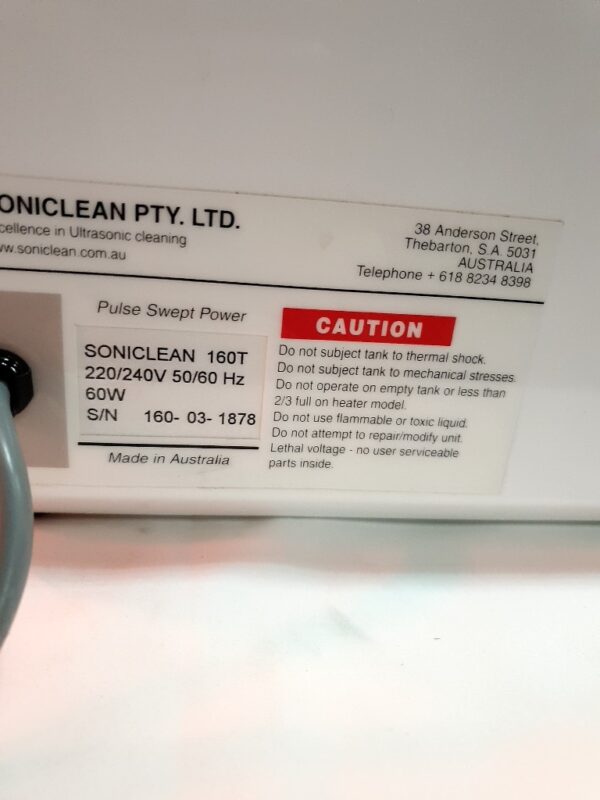 ONICLEAN PTY. LTD.
cellence in Ultrasonic cleaning
w.soniclean.com.au
38 Anderson Street,
Thebarton, S.A. 5031
AUSTRALIA
Telephone + 618 8234 8398
Pulse Swept Power
SONICLEAN 160T
220/240V 50/60 Hz
60W
S/N 160- 03- 1878
Made in Australia
CAUTION
Do not subject tank to thermal shock.
Do not subject tank to mechanical stresses.
Do not operate on empty tank or less than
2/3 full on heater model.
Do not use flammable or toxic liquid.
Do not attempt to repair/modify unit.
Lethal voltage - no user serviceable
parts inside.